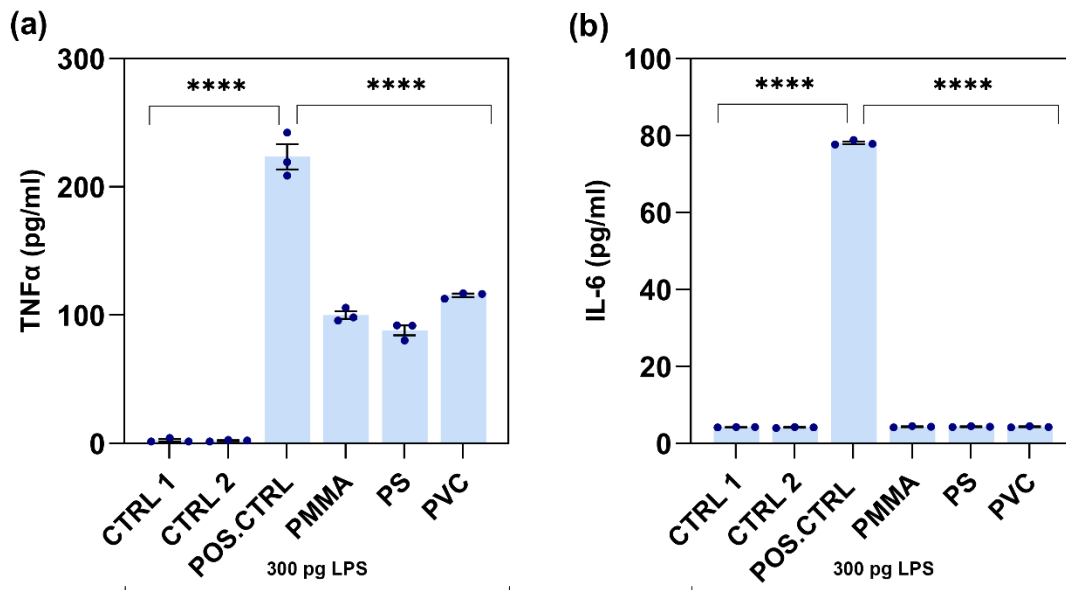 (a)
300
200
100
0
TNFα (pg/ml)
****
****
CTRL 1
CTRL 2
POS.CTRL
PMMA
PS
PVC
300 pg LPS
(b)
100
80
60
40
20
0
IL-6 (pg/ml)
****
****
CTRL 1
CTRL 2
POS.CTRL
PMMA
PS
PVC
300 pg LPS